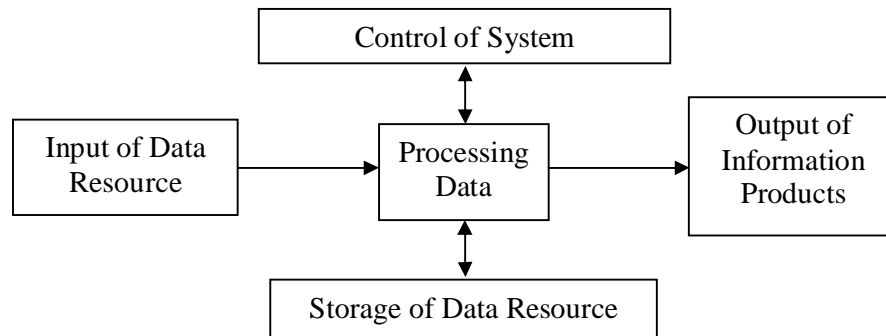 Control of System
Input of Data
Resource
Processing
Data
Output of
Information
Products
Storage of Data Resource